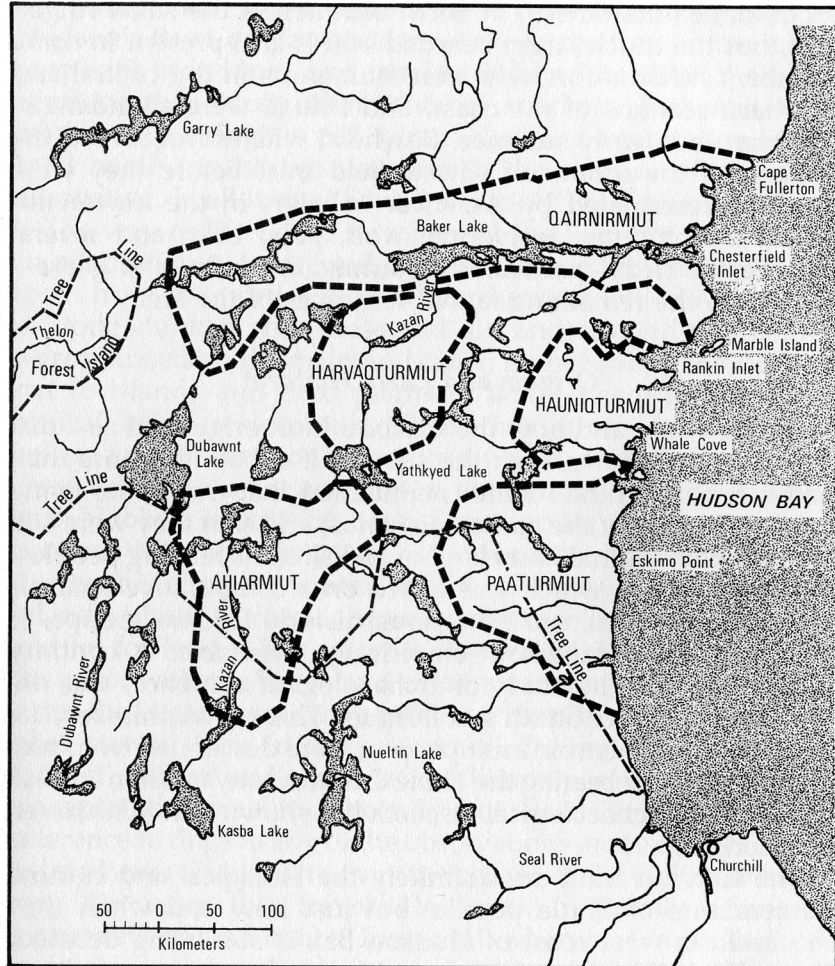 Garry Lake
Cape
Fullerton
QAIRNIRMIUT
Baker Lake
Chesterfield
Inlet
Tree Line
Thelon
Forest Island
Kazan River
Marble Island
Rankin Inlet
HARVAQTURMIUT
HAUNIQTURMIUT
Dubawnt
Lake
Whale Cove
Yathkyed Lake
Tree Line
HUDSON BAY
Eskimo Point
AHIARMIUT
PAATLIRMIUT
Kazan River
Tree Line
Dubawnt River
Nueltin Lake
Kasba Lake
Seal River
Churchill
50 0 50 100
Kilometers